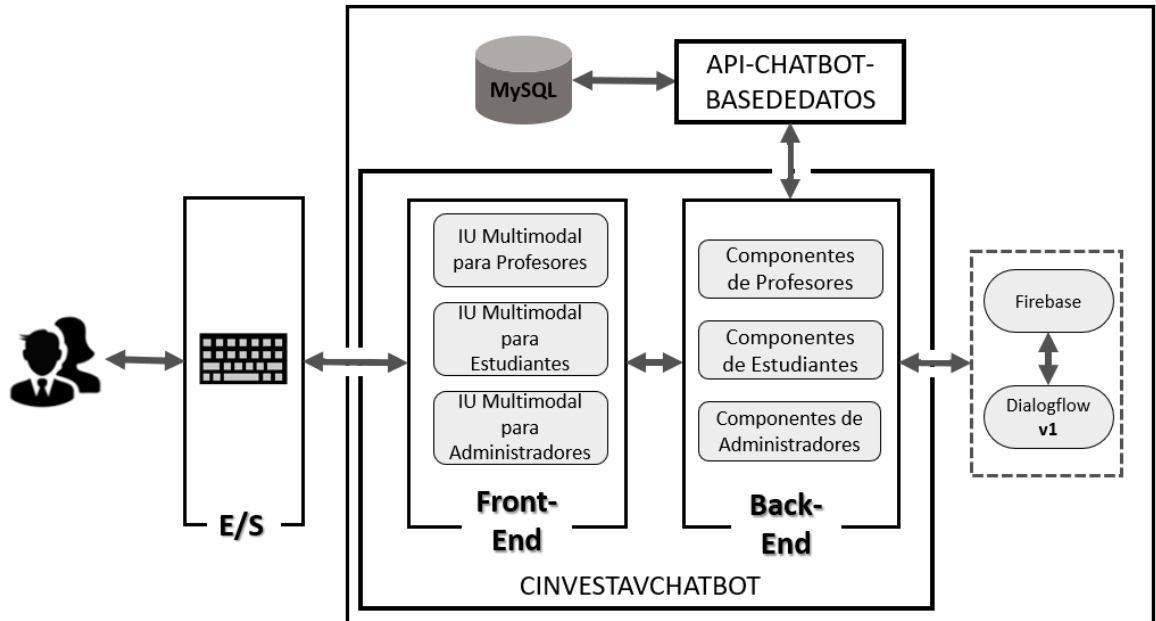 MySQL
API-CHATBOT-
BASEDEDATOS
IU Multimodal
para Profesores
IU Multimodal
para
Estudiantes
IU Multimodal
para
Administradores
Front-
End
Componentes
de Profesores
Componentes
de Estudiantes
Componentes de
Administradores
Back-
End
Firebase
Dialogflow
v1
E/S
CINVESTAVCHATBOT